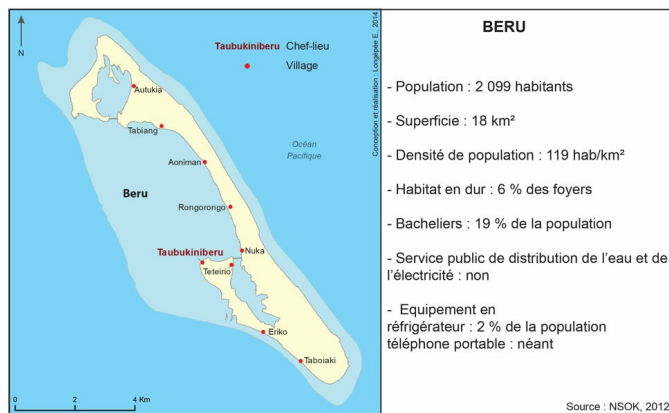 N
Taubukiniberu Chef-lieu
Village
Conception et réalisation : Longépée E., 2014
Autukia
Tabiang
Océan
Pacifique
Aoniman
Beru
Rongorongo
Taubukiniberu
Nuka
Teteirio
Eriko
Taboiaki
0 2 4 Km
BERU
- Population : 2 099 habitants
- Superficie : 18 km²
- Densité de population : 119 hab/km²
- Habitat en dur : 6 % des foyers
- Bacheliers : 19 % de la population
- Service public de distribution de l'eau et de
l'électricité : non
- Equipement en
réfrigérateur : 2 % de la population
téléphone portable : néant
Source : NSOK, 2012